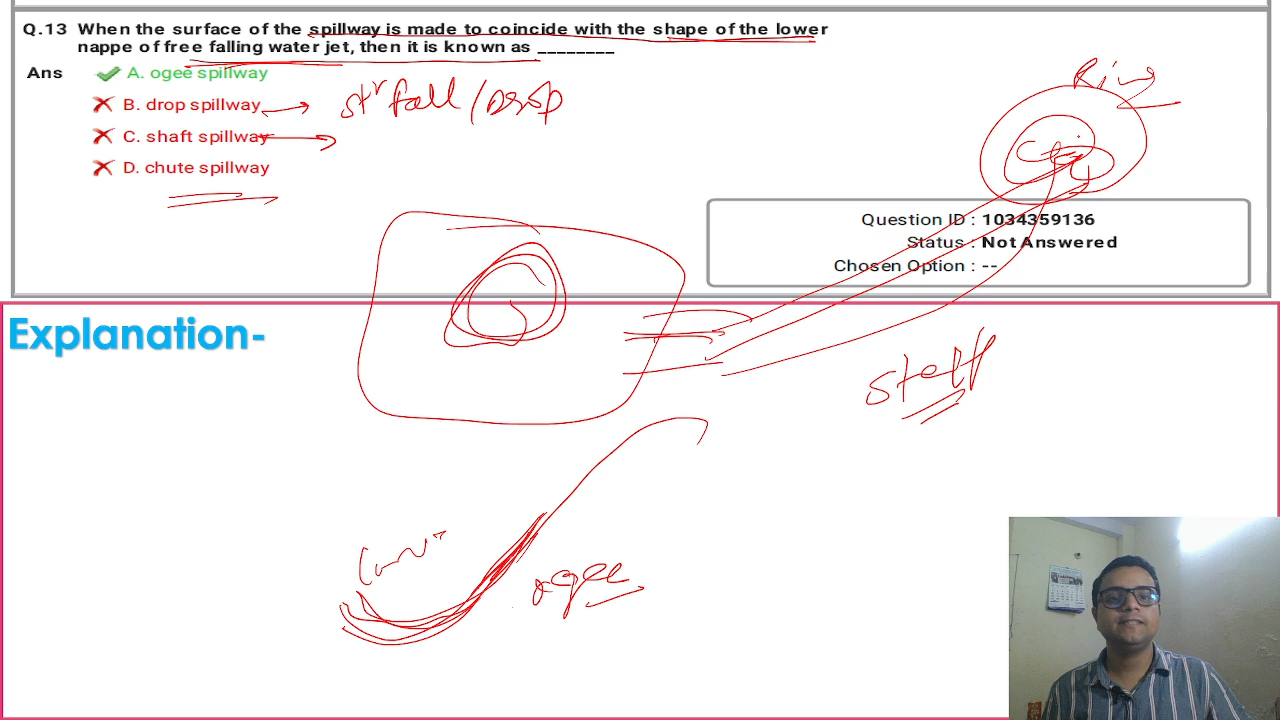 Q.13 When the surface of the spillway is made to coincide with the shape of the lower
nappe of free falling water jet, then it is known as ________
Ans A. ogee spillway
B. drop spillway
st^r fall / Drop
C. shaft spillway
D. chute spillway
Ring
Question ID : 1034359136
Status : Not Answered
Chosen Option : --
Explanation-
ogee